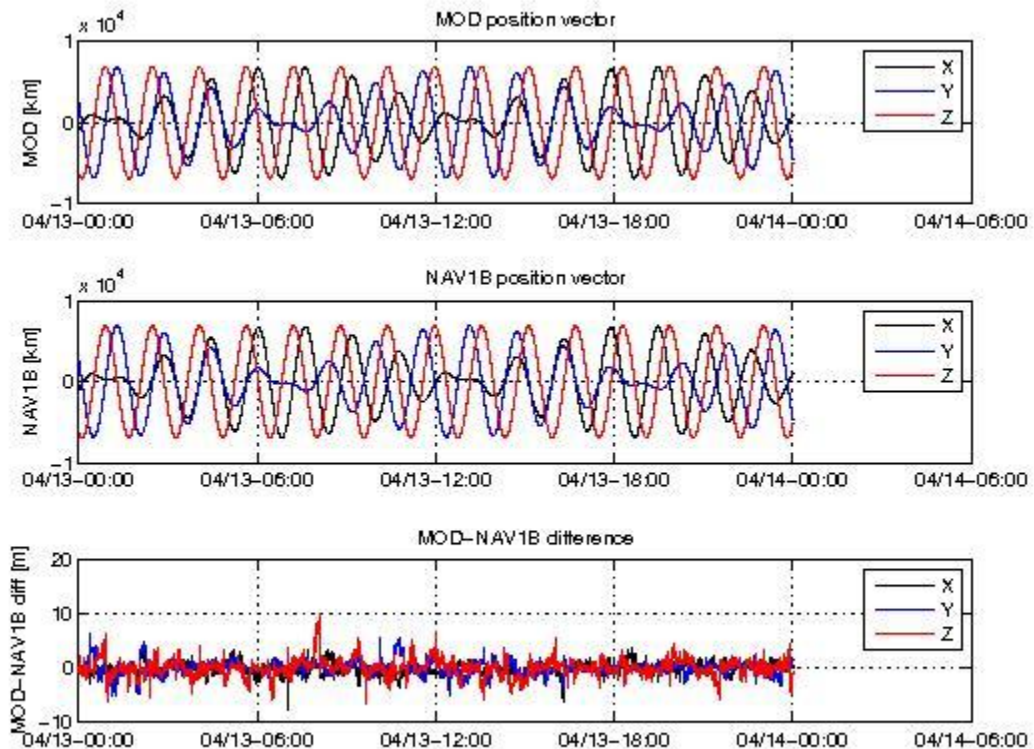 MOD position vector
x 10^4
1
0
-1
MOD [km]
X
Y
Z
04/13-00:00 04/13-06:00 04/13-12:00 04/13-18:00 04/14-00:00 04/14-06:00
NAV1B position vector
x 10^4
1
0
-1
NAV1B [km]
X
Y
Z
04/13-00:00 04/13-06:00 04/13-12:00 04/13-18:00 04/14-00:00 04/14-06:00
MOD-NAV1B difference
20
10
0
-10
MOD-NAV1B diff [m]
X
Y
Z
04/13-00:00 04/13-06:00 04/13-12:00 04/13-18:00 04/14-00:00 04/14-06:00